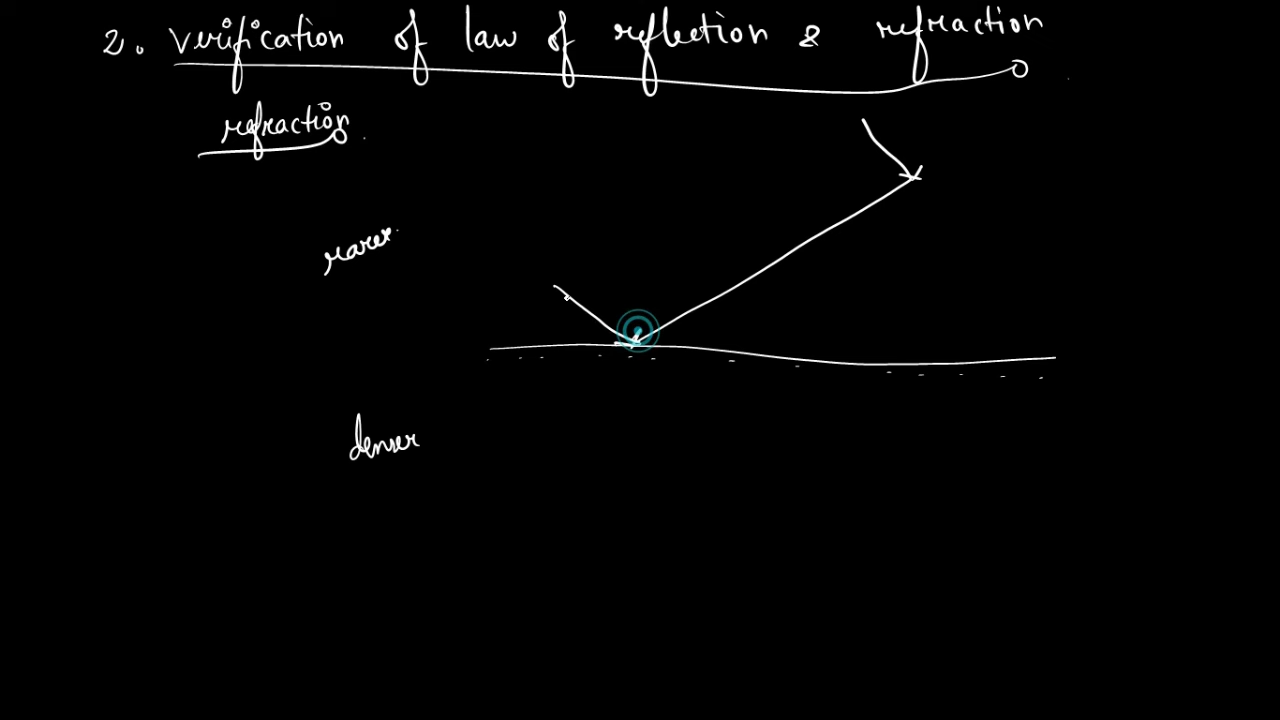 2. verification of law of reflection & refraction
refraction
rarer
denser